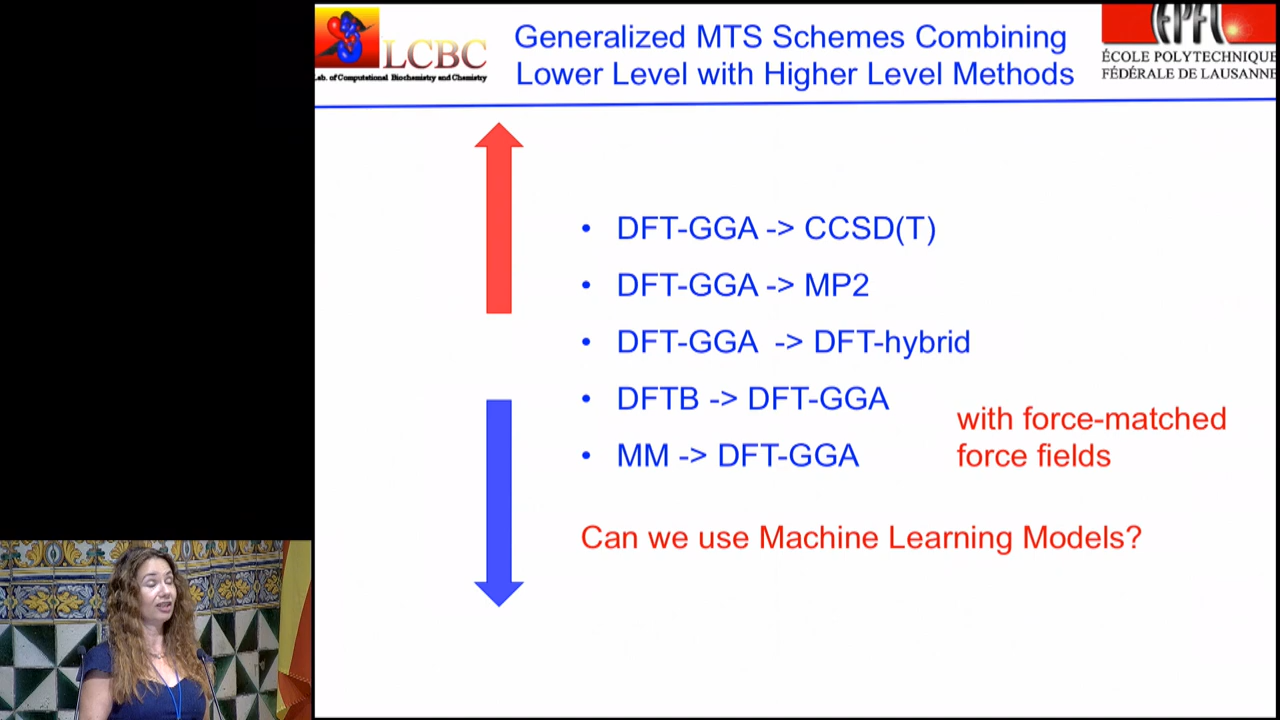 LCBC
Lab. of Computational Biochemistry and Chemistry
Generalized MTS Schemes Combining
Lower Level with Higher Level Methods
EPFL
ÉCOLE POLYTECHNIQUE
FÉDÉRALE DE LAUSANNE
• DFT-GGA -> CCSD(T)
• DFT-GGA -> MP2
• DFT-GGA -> DFT-hybrid
• DFTB -> DFT-GGA
• MM -> DFT-GGA
with force-matched
force fields
Can we use Machine Learning Models?